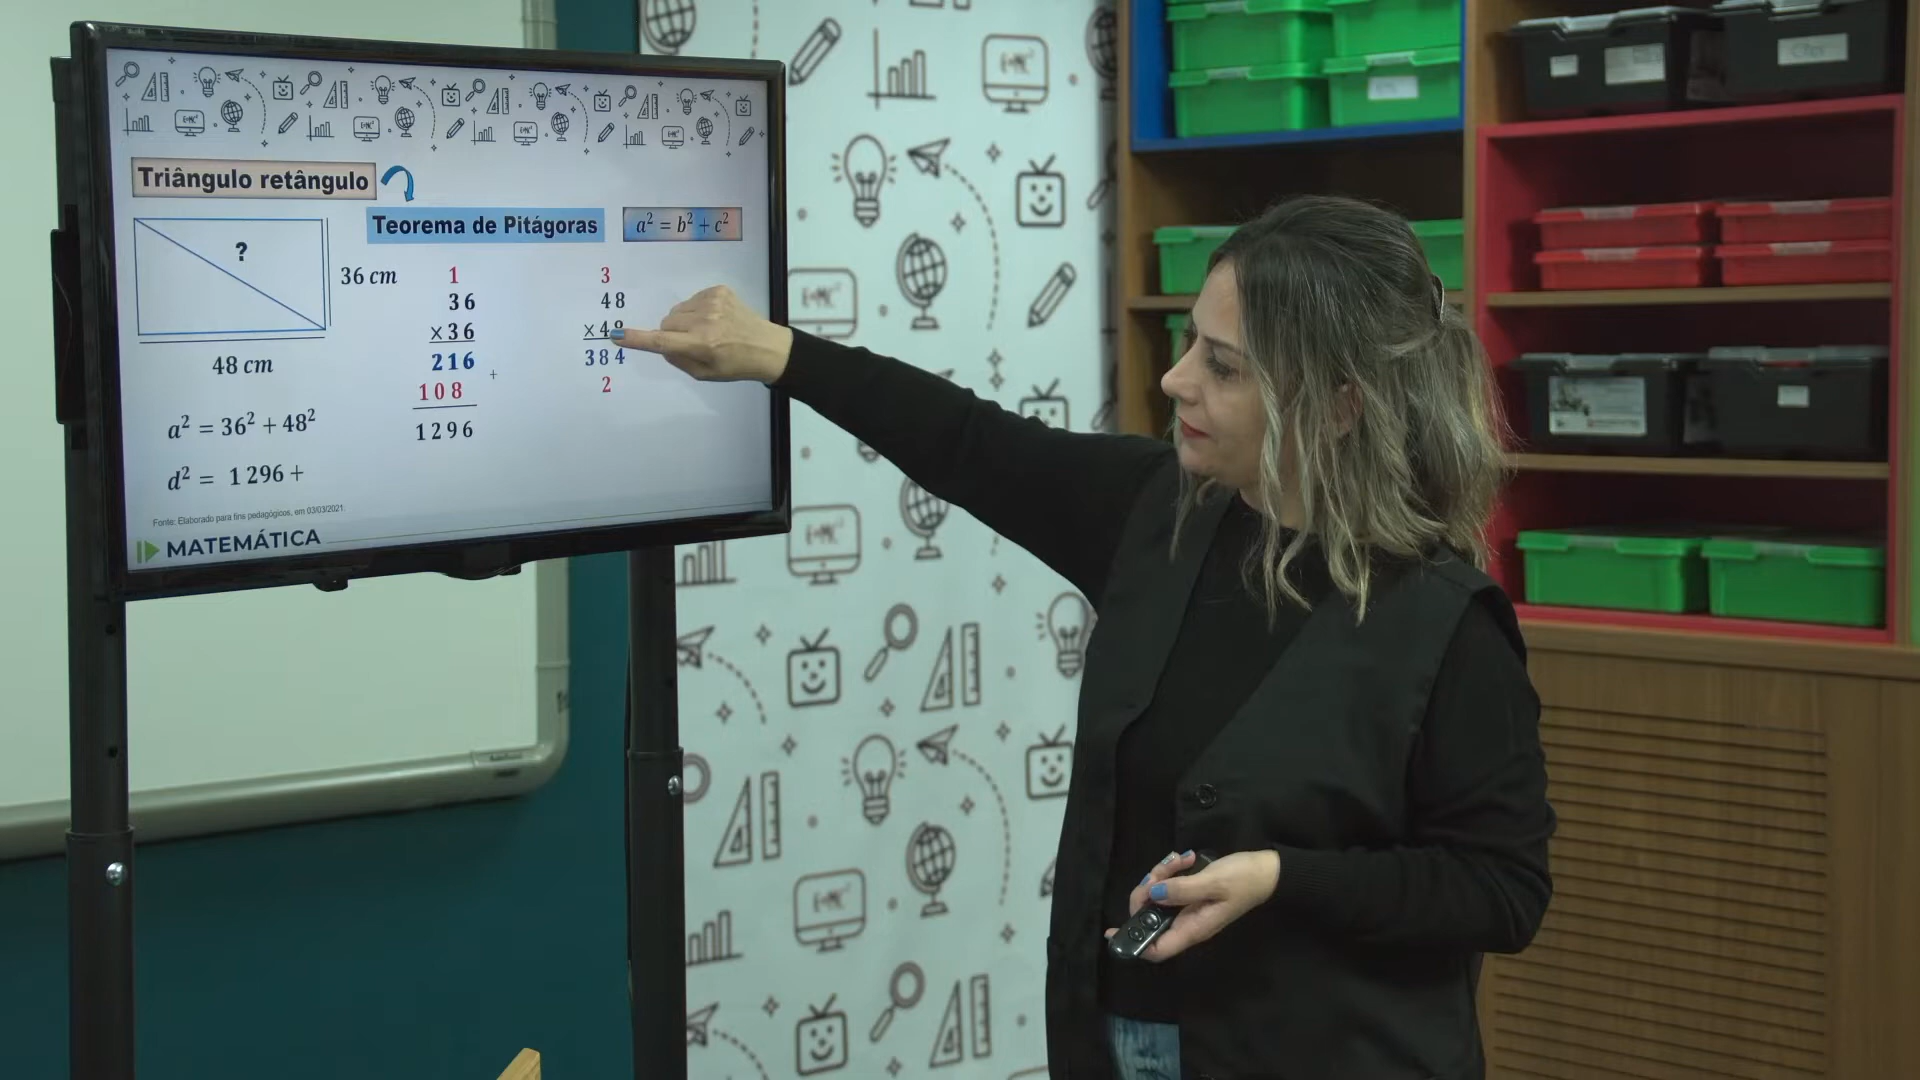 Triângulo retângulo
Teorema de Pitágoras
a² = b² + c²
?
36 cm
48 cm
1
36
×36
216
+
108
1296
3
48
×4
384
2
a² = 36² + 48²
d² = 1 296 +
Fonte: Elaborado para fins pedagógicos, em 03/03/2021.
MATEMÁTICA